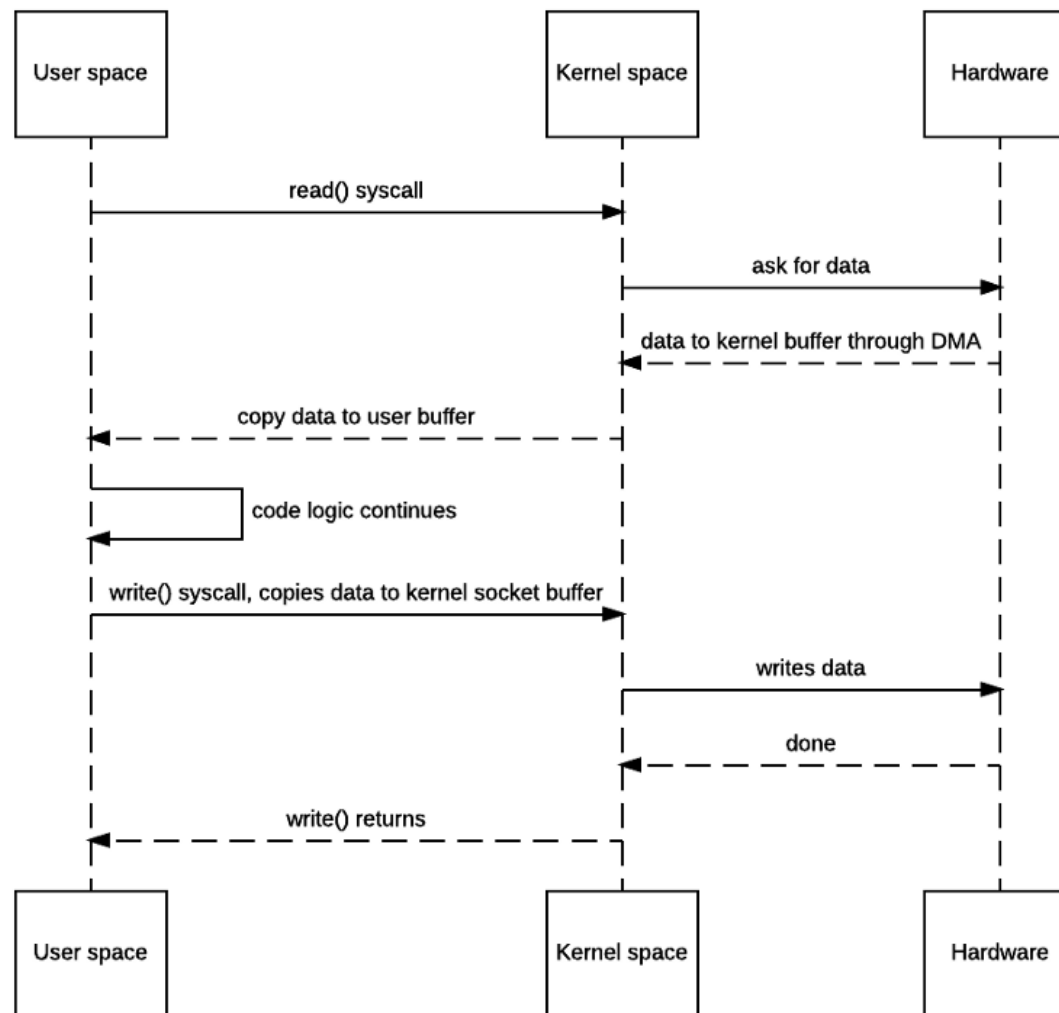 User space
Kernel space
Hardware
read() syscall
ask for data
data to kernel buffer through DMA
copy data to user buffer
code logic continues
write() syscall, copies data to kernel socket buffer
writes data
done
write() returns
User space
Kernel space
Hardware